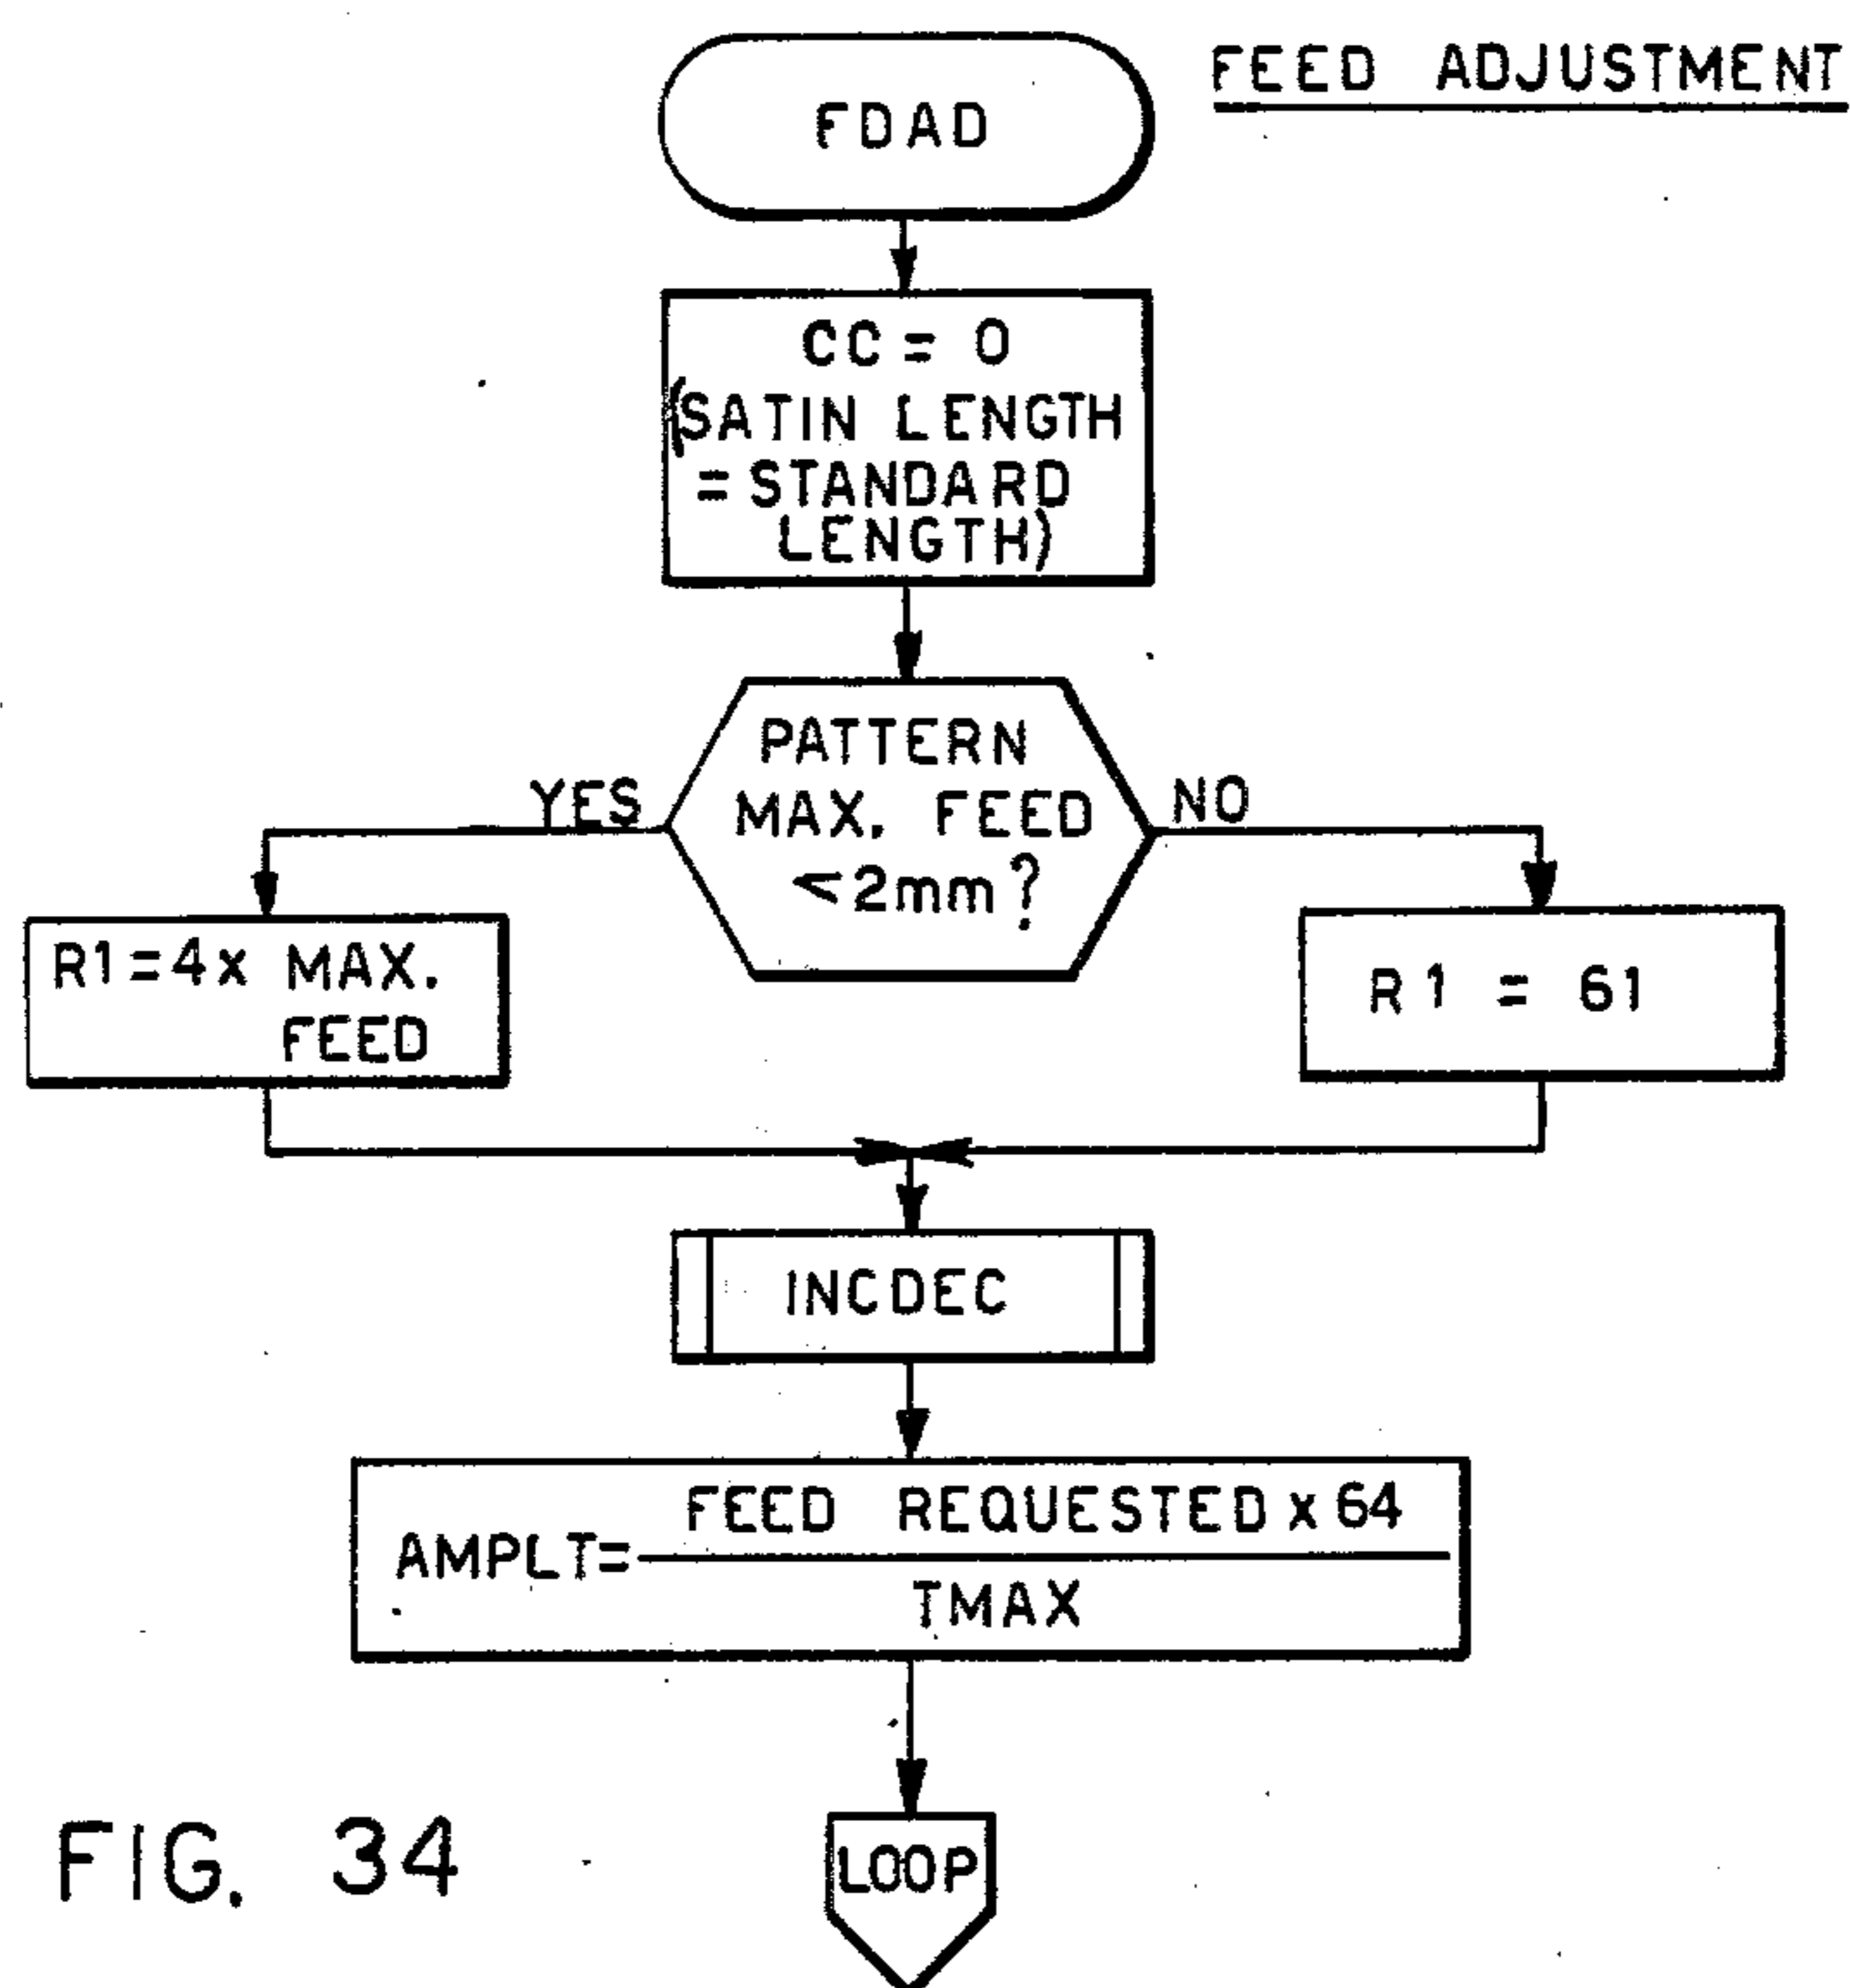 FEED ADJUSTMENT
FDAD
CC = 0
(SATIN LENGTH
= STANDARD
LENGTH)
PATTERN
MAX. FEED
<2mm?
YES
NO
R1=4x MAX.
FEED
R1 = 61
INCDEC
FEED REQUESTED x 64
AMPLT=
TMAX
LOOP
FIG. 34